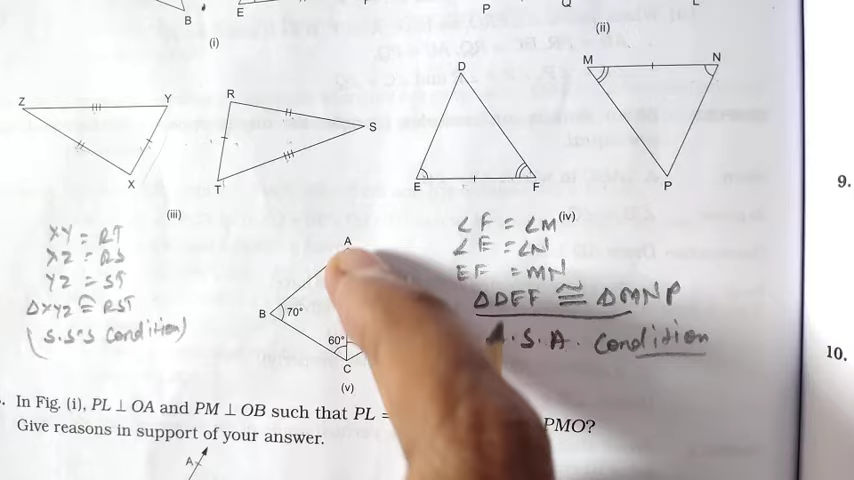 B E P Q L
(i) (ii)
Z Y R S X T
(iii)
D E F
M N P
(iv)
9.
XY = RT
XZ = RS
YZ = ST
ΔXYZ ≅ RST
(S.S.S Condition)
∠F = ∠M
∠E = ∠N
EF = MN
ΔDEF ≅ ΔMNP
A.S.A. Condition
A
B 70°
60°
C
(v)
10.
In Fig. (i), PL ⊥ OA and PM ⊥ OB such that PL = PMO?
Give reasons in support of your answer.
A